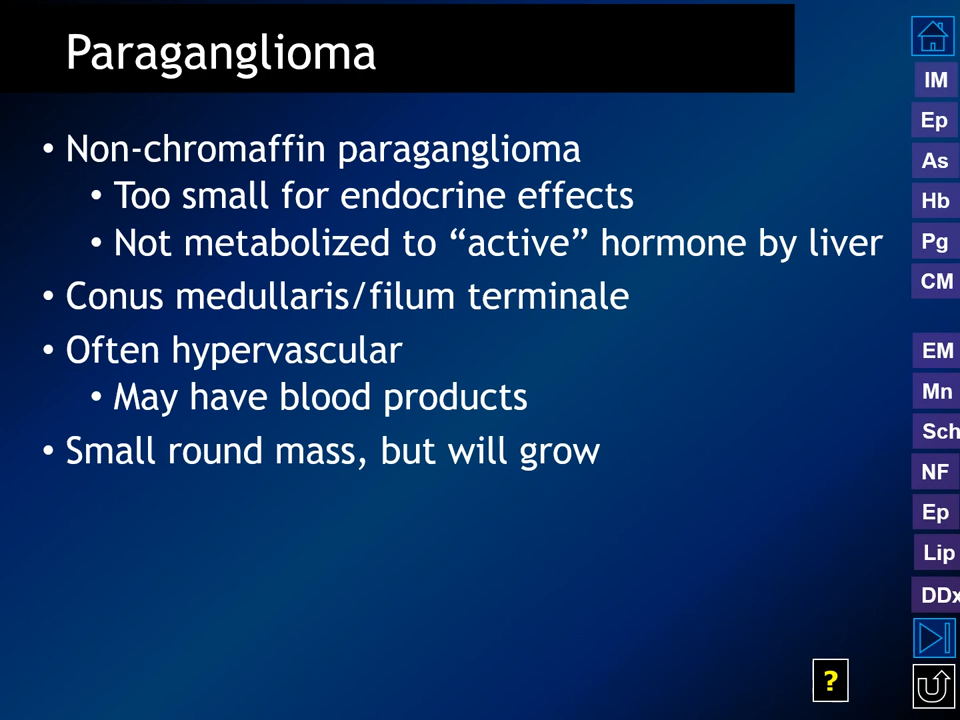 Paraganglioma
• Non-chromaffin paraganglioma
• Too small for endocrine effects
• Not metabolized to “active” hormone by liver
• Conus medullaris/filum terminale
• Often hypervascular
• May have blood products
• Small round mass, but will grow
IM
Ep
As
Hb
Pg
CM
EM
Mn
Sch
NF
Ep
Lip
DDx
?